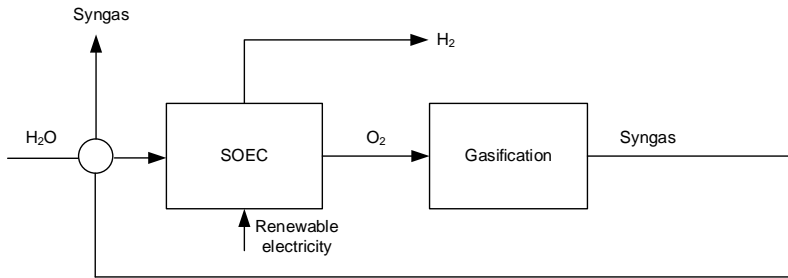 Syngas
H₂
H₂O
SOEC
O₂
Gasification
Syngas
Renewable
electricity